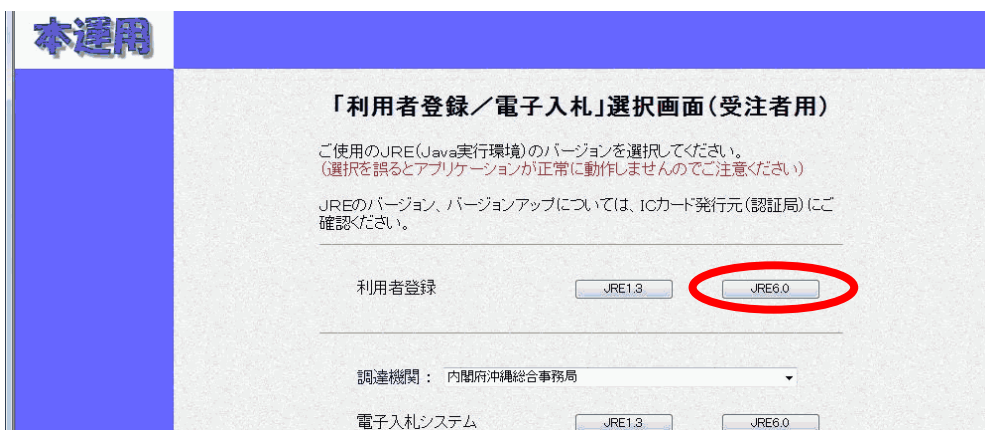 本運用
「利用者登録／電子入札」選択画面(受注者用)
ご使用のJRE(Java実行環境)のバージョンを選択してください。
(選択を誤るとアプリケーションが正常に動作しませんのでご注意ください)
JREのバージョン、バージョンアップについては、ICカード発行元(認証局)にご
確認ください。
利用者登録 JRE1.3 JRE6.0
調達機関： 内閣府沖縄総合事務局
電子入札システム JRE1.3 JRE6.0